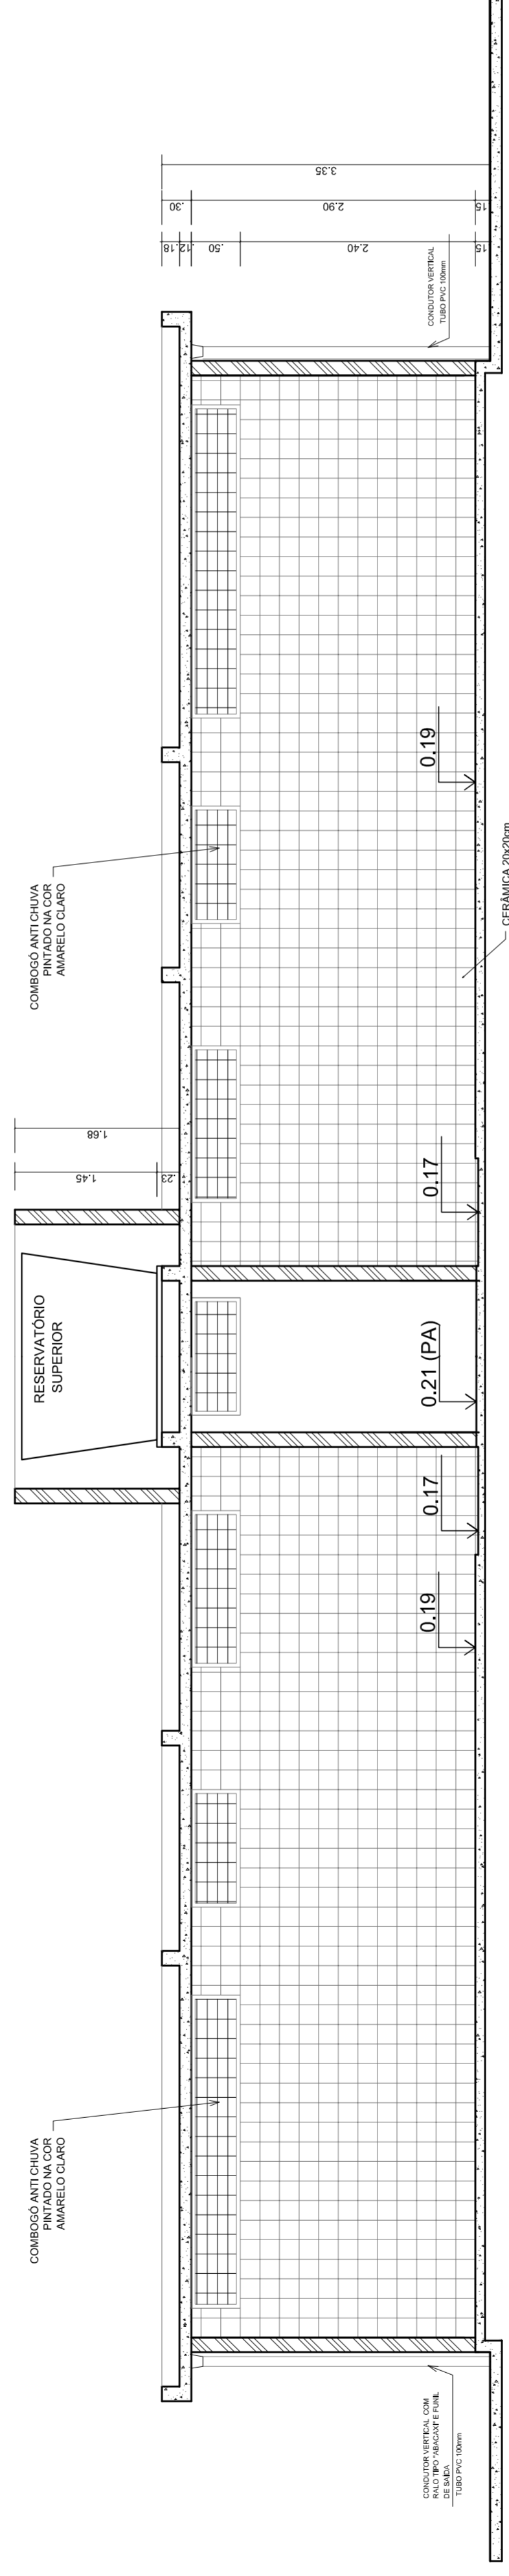 COMBOGÓ ANTI CHUVA
PINTADO NA COR
AMARELO CLARO
COMBOGÓ ANTI CHUVA
PINTADO NA COR
AMARELO CLARO
RESERVATÓRIO
SUPERIOR
1.68
1.45
.23
3.35
.30
2.90
15
.18
.12
.50
2.40
15
CONDUTOR VERTICAL COM
RALO TIPO "ABACAXI" E FUNIL
DE SAÍDA
TUBO PVC 100mm
0.19
0.17
0.21 (PA)
0.17
0.19
CONDUTOR VERTICAL
TUBO PVC 100mm
CERÂMICA 20x20cm